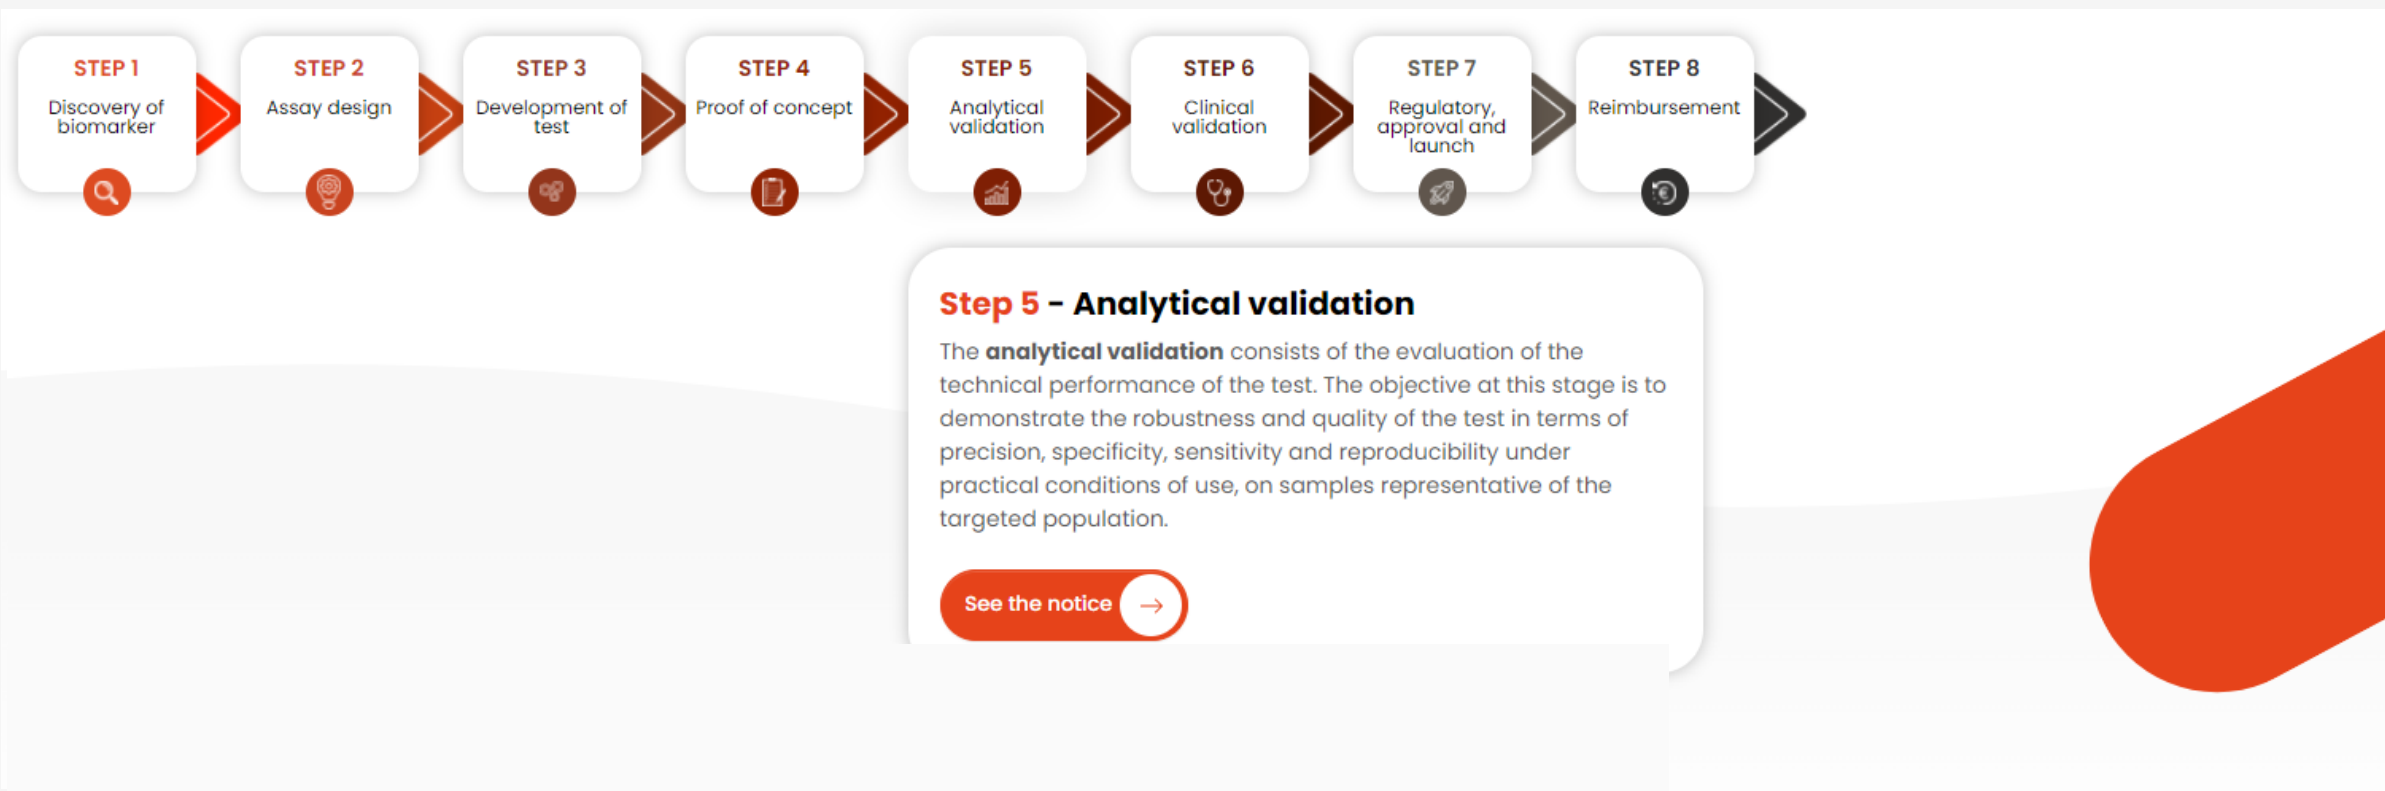 STEP 1
Discovery of
biomarker
STEP 2
Assay design
STEP 3
Development of
test
STEP 4
Proof of concept
STEP 5
Analytical
validation
STEP 6
Clinical
validation
STEP 7
Regulatory,
approval and
launch
STEP 8
Reimbursement
Step 5 - Analytical validation
The analytical validation consists of the evaluation of the
technical performance of the test. The objective at this stage is to
demonstrate the robustness and quality of the test in terms of
precision, specificity, sensitivity and reproducibility under
practical conditions of use, on samples representative of the
targeted population.
See the notice